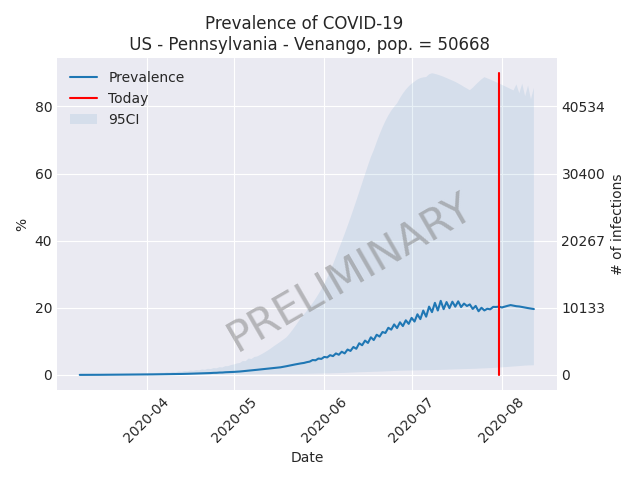 Prevalence of COVID-19
US - Pennsylvania - Venango, pop. = 50668
Prevalence
Today
95CI
80
60
40
20
0
%
40534
30400
20267
10133
0
# of infections
PRELIMINARY
2020-04
2020-05
2020-06
2020-07
2020-08
Date